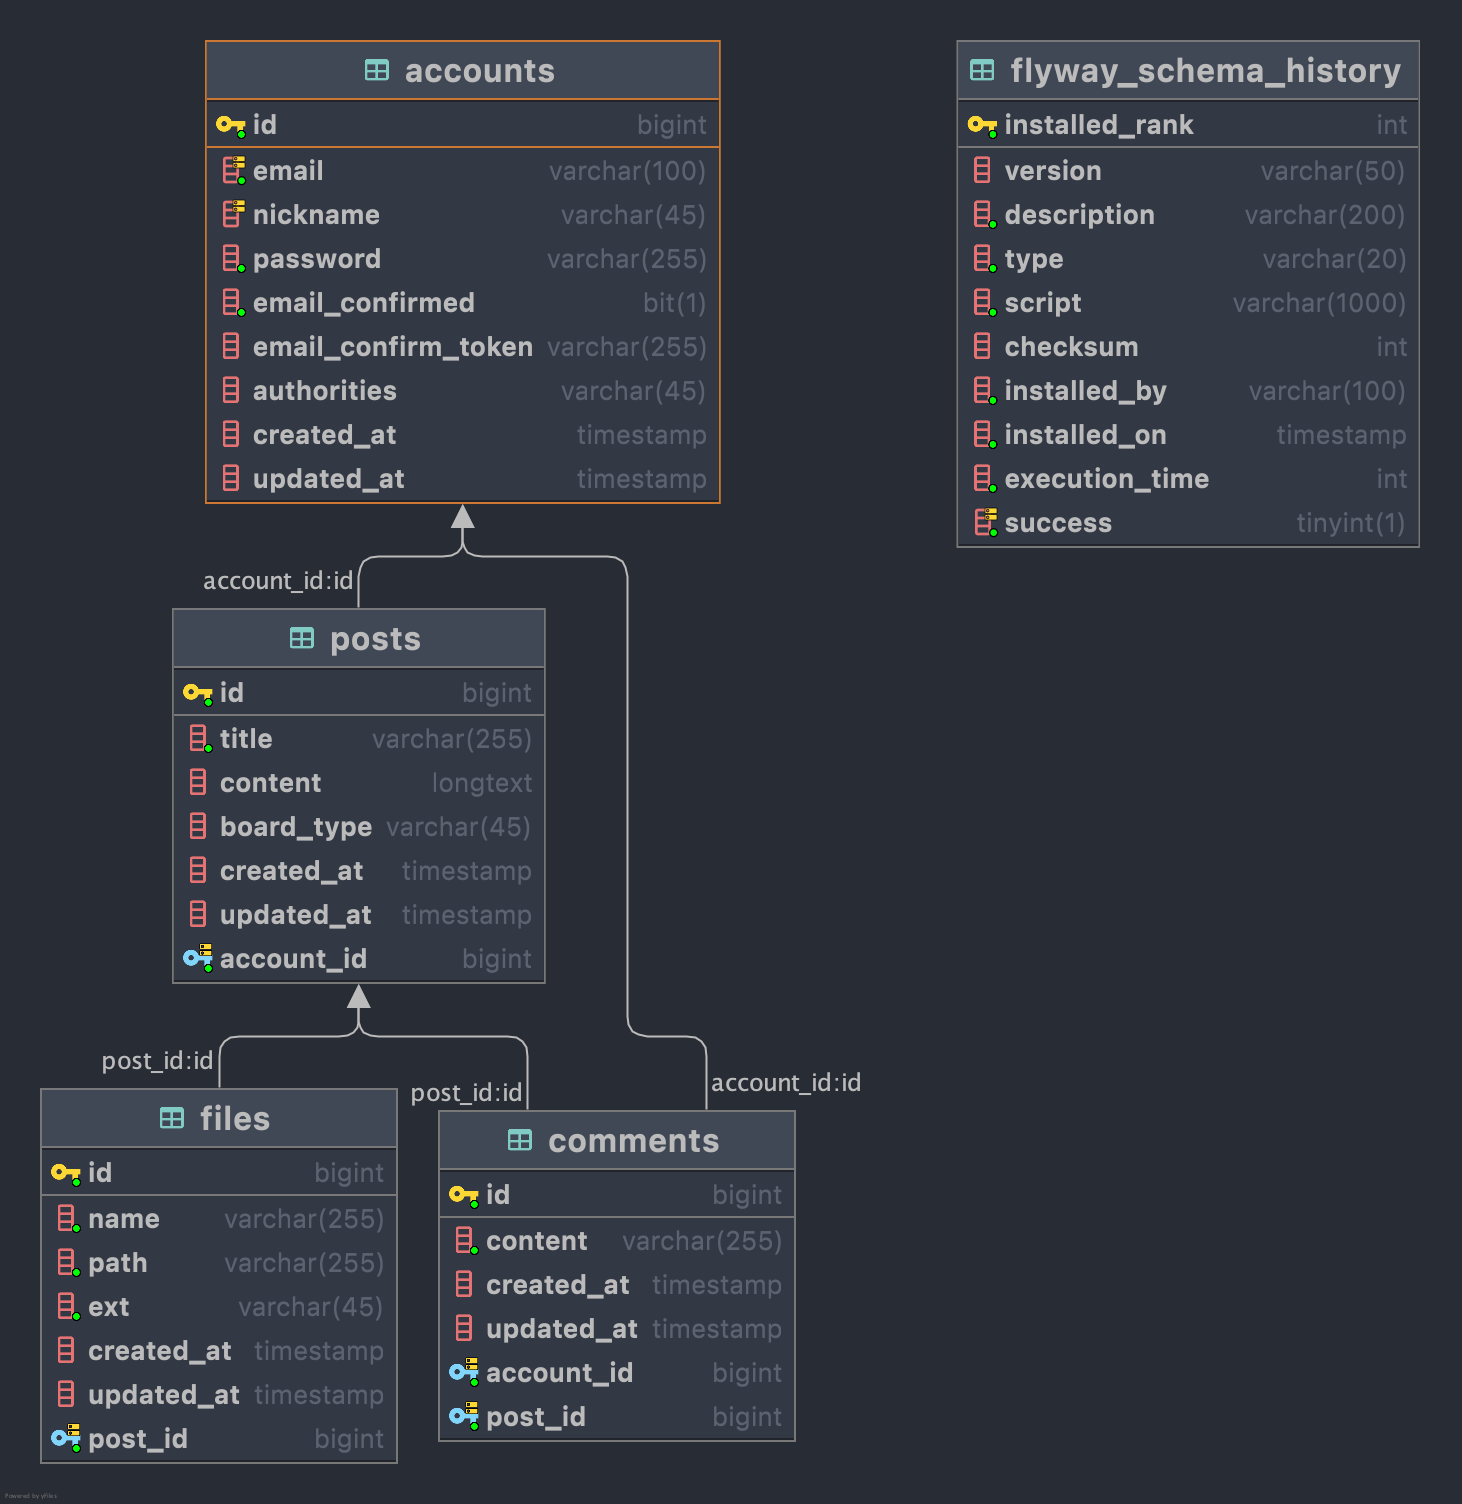 accounts
id bigint
email varchar(100)
nickname varchar(45)
password varchar(255)
email_confirmed bit(1)
email_confirm_token varchar(255)
authorities varchar(45)
created_at timestamp
updated_at timestamp
flyway_schema_history
installed_rank int
version varchar(50)
description varchar(200)
type varchar(20)
script varchar(1000)
checksum int
installed_by varchar(100)
installed_on timestamp
execution_time int
success tinyint(1)
account_id:id
posts
id bigint
title varchar(255)
content longtext
board_type varchar(45)
created_at timestamp
updated_at timestamp
account_id bigint
post_id:id
post_id:id
account_id:id
files
id bigint
name varchar(255)
path varchar(255)
ext varchar(45)
created_at timestamp
updated_at timestamp
post_id bigint
comments
id bigint
content varchar(255)
created_at timestamp
updated_at timestamp
account_id bigint
post_id bigint
Powered by yFiles